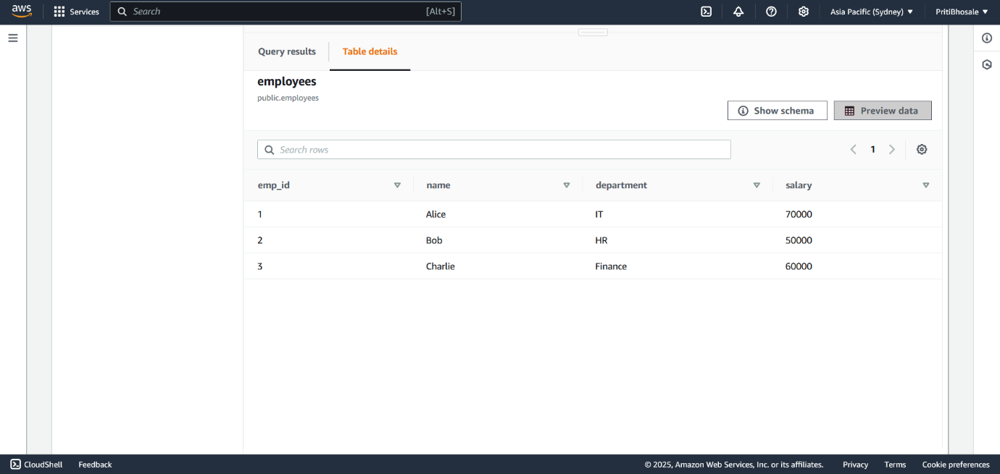 aws Services Search [Alt+S] Asia Pacific (Sydney) PritiBhosale
Query results Table details
employees
public.employees
Show schema Preview data
Search rows 1
emp_id name department salary
1 Alice IT 70000
2 Bob HR 50000
3 Charlie Finance 60000
CloudShell Feedback © 2025, Amazon Web Services, Inc. or its affiliates. Privacy Terms Cookie preferences